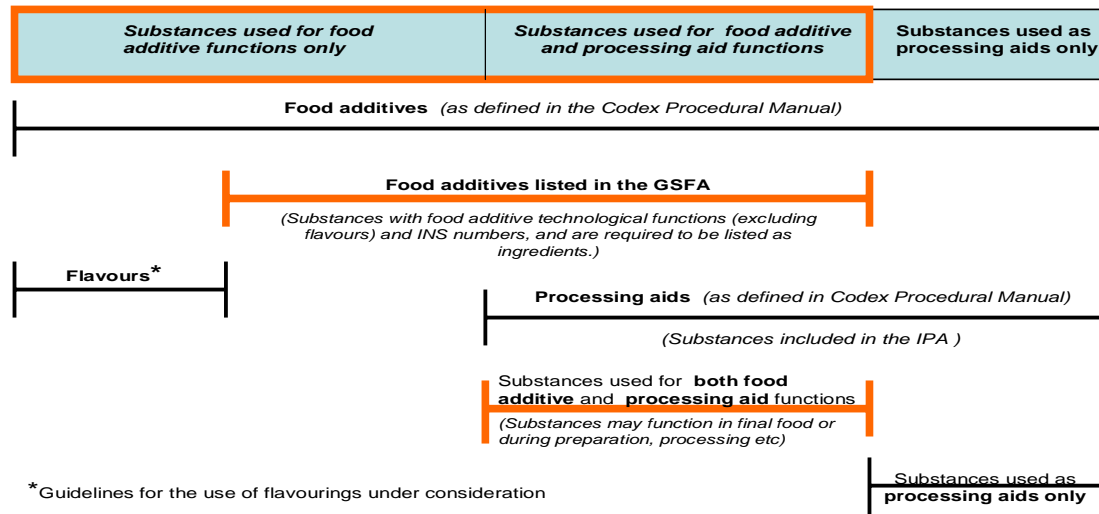 Substances used for food
additive functions only
Substances used for food additive
and processing aid functions
Substances used as
processing aids only
Food additives (as defined in the Codex Procedural Manual)
Food additives listed in the GSFA
(Substances with food additive technological functions (excluding
flavours) and INS numbers, and are required to be listed as
ingredients.)
Flavours*
Processing aids (as defined in Codex Procedural Manual)
(Substances included in the IPA )
Substances used for both food
additive and processing aid functions
(Substances may function in final food or
during preparation, processing etc)
*Guidelines for the use of flavourings under consideration
Substances used as
processing aids only